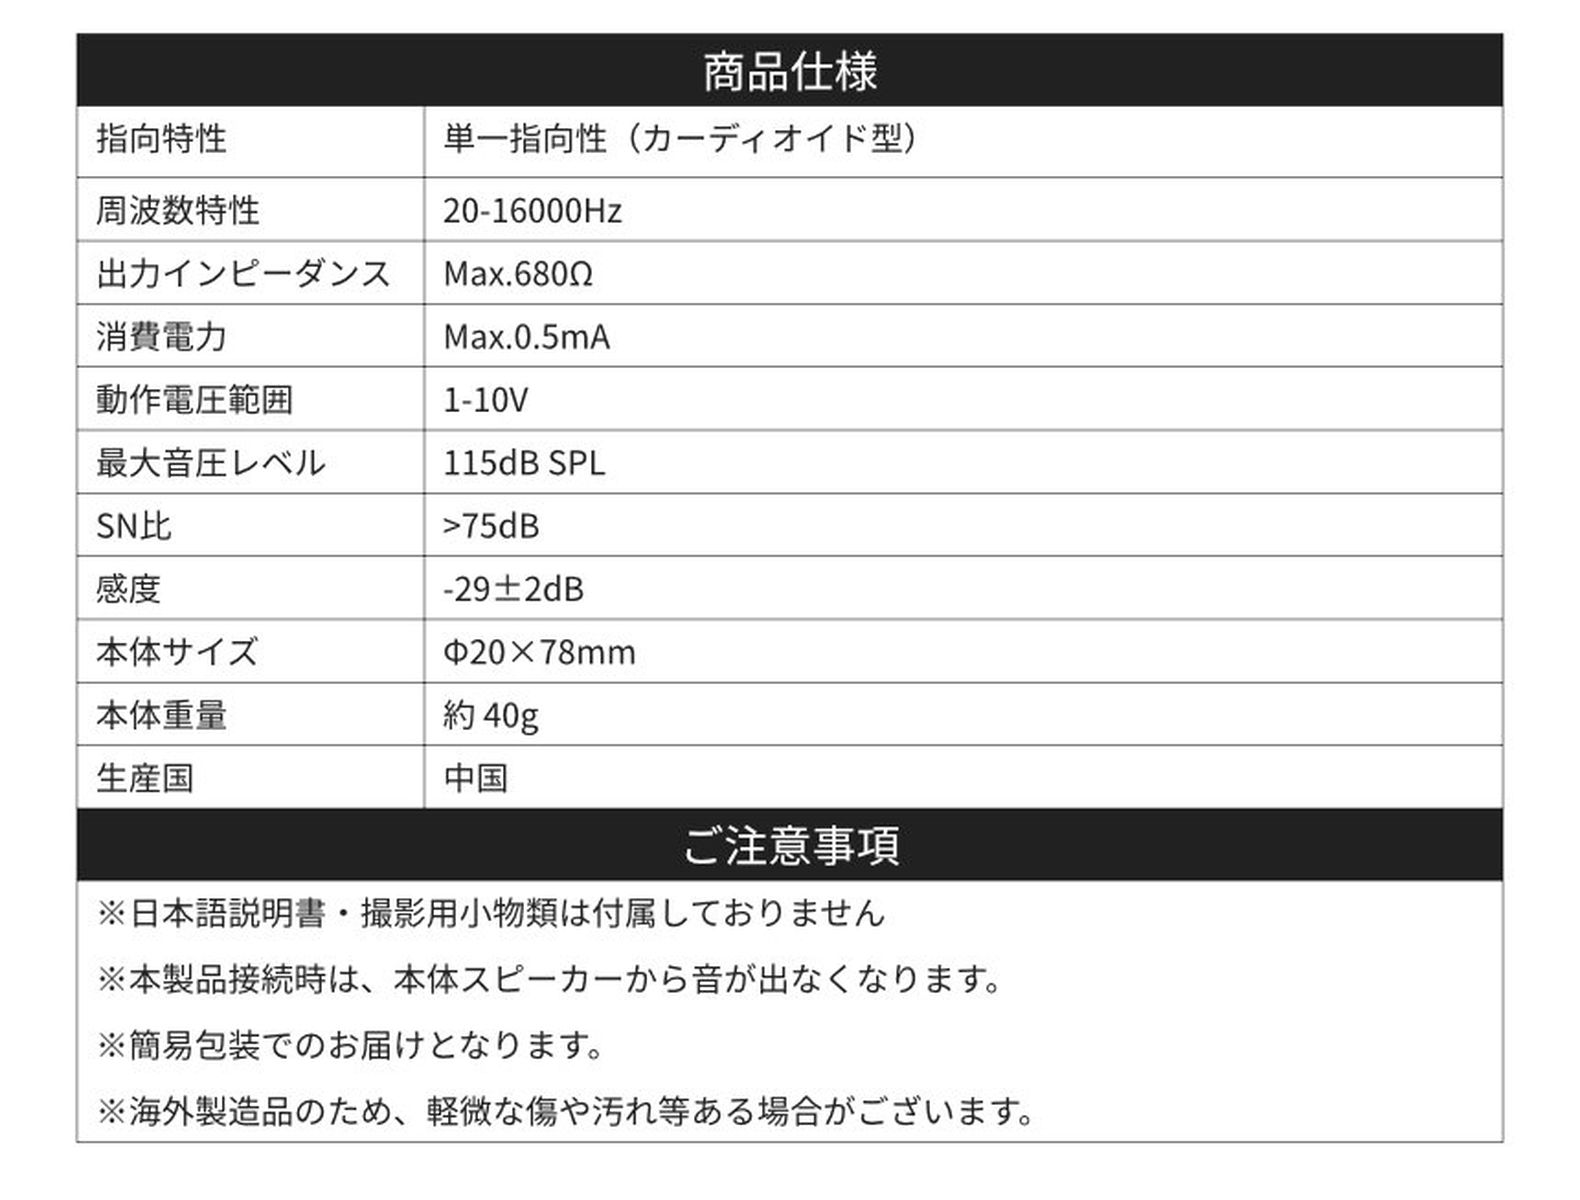 商品仕様
指向特性 単一指向性（カーディオイド型）
周波数特性 20-16000Hz
出力インピーダンス Max.680Ω
消費電力 Max.0.5mA
動作電圧範囲 1-10V
最大音圧レベル 115dB SPL
SN比 >75dB
感度 -29±2dB
本体サイズ Φ20×78mm
本体重量 約 40g
生産国 中国
ご注意事項
※日本語説明書・撮影用小物類は付属しておりません
※本製品接続時は、本体スピーカーから音が出なくなります。
※簡易包装でのお届けとなります。
※海外製造品のため、軽微な傷や汚れ等ある場合がございます。